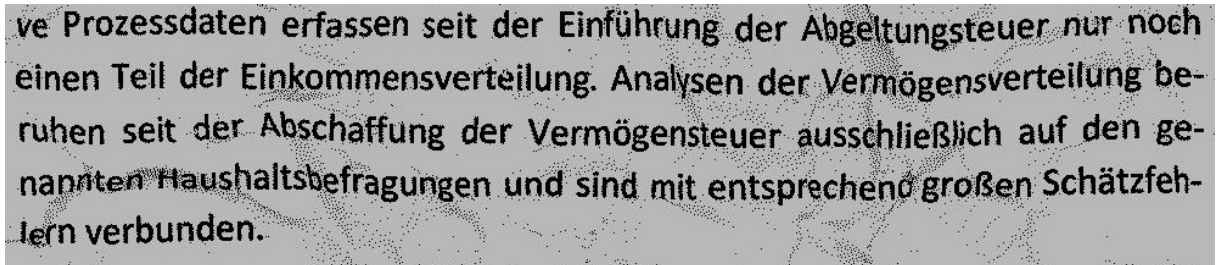 ve Prozessdaten erfassen seit der Einführung der Abgeltungsteuer nur noch
einen Teil der Einkommensverteilung. Analysen der Vermögensverteilung be-
ruhen seit der Abschaffung der Vermögensteuer ausschließlich auf den ge-
nannten Haushaltsbefragungen und sind mit entsprechend großen Schätzfeh-
lern verbunden.